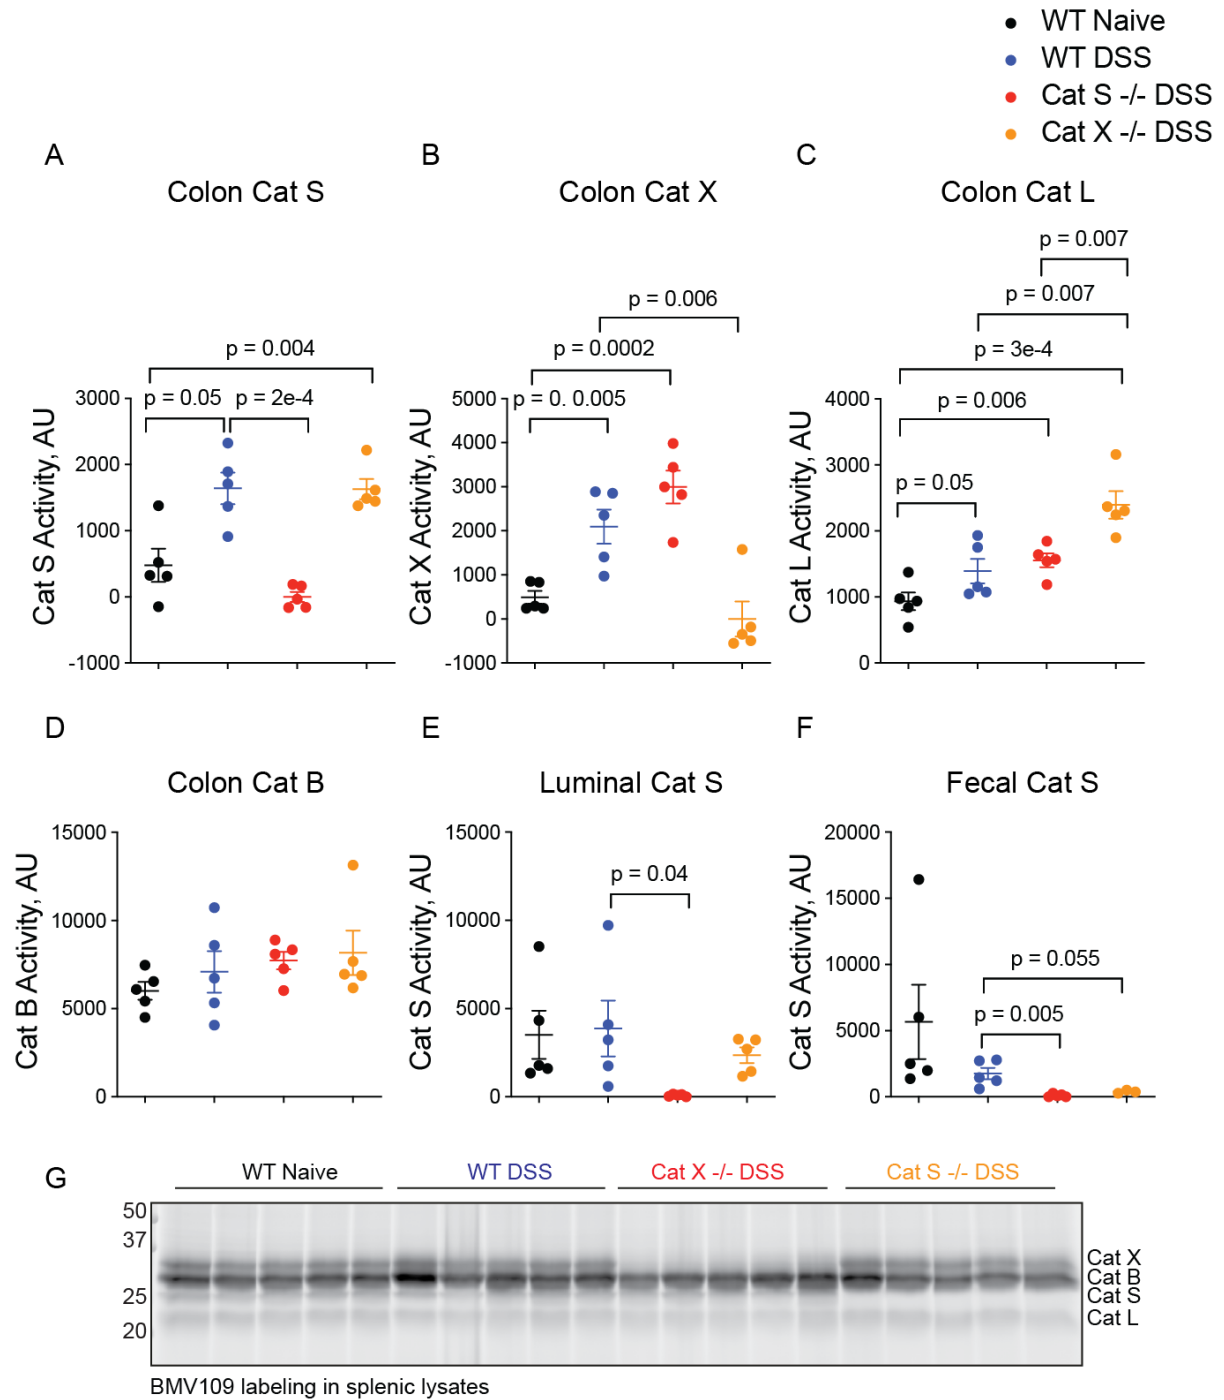 WT Naive
WT DSS
Cat S -/- DSS
Cat X -/- DSS
A
Colon Cat S
p = 0.004
p = 0.05
p = 2e-4
Cat S Activity, AU
3000
2000
1000
0
-1000
B
Colon Cat X
p = 0.006
p = 0.0002
p = 0. 0.005
Cat X Activity, AU
5000
4000
3000
2000
1000
0
-1000
C
Colon Cat L
p = 0.007
p = 0.007
p = 3e-4
p = 0.006
p = 0.05
Cat L Activity, AU
4000
3000
2000
1000
0
D
Colon Cat B
Cat B Activity, AU
15000
10000
5000
0
E
Luminal Cat S
p = 0.04
Cat S Activity, AU
15000
10000
5000
0
F
Fecal Cat S
p = 0.055
p = 0.005
Cat S Activity, AU
20000
15000
10000
5000
0
G
WT Naive
WT DSS
Cat X -/- DSS
Cat S -/- DSS
50
37
25
20
Cat X
Cat B
Cat S
Cat L
BMV109 labeling in splenic lysates